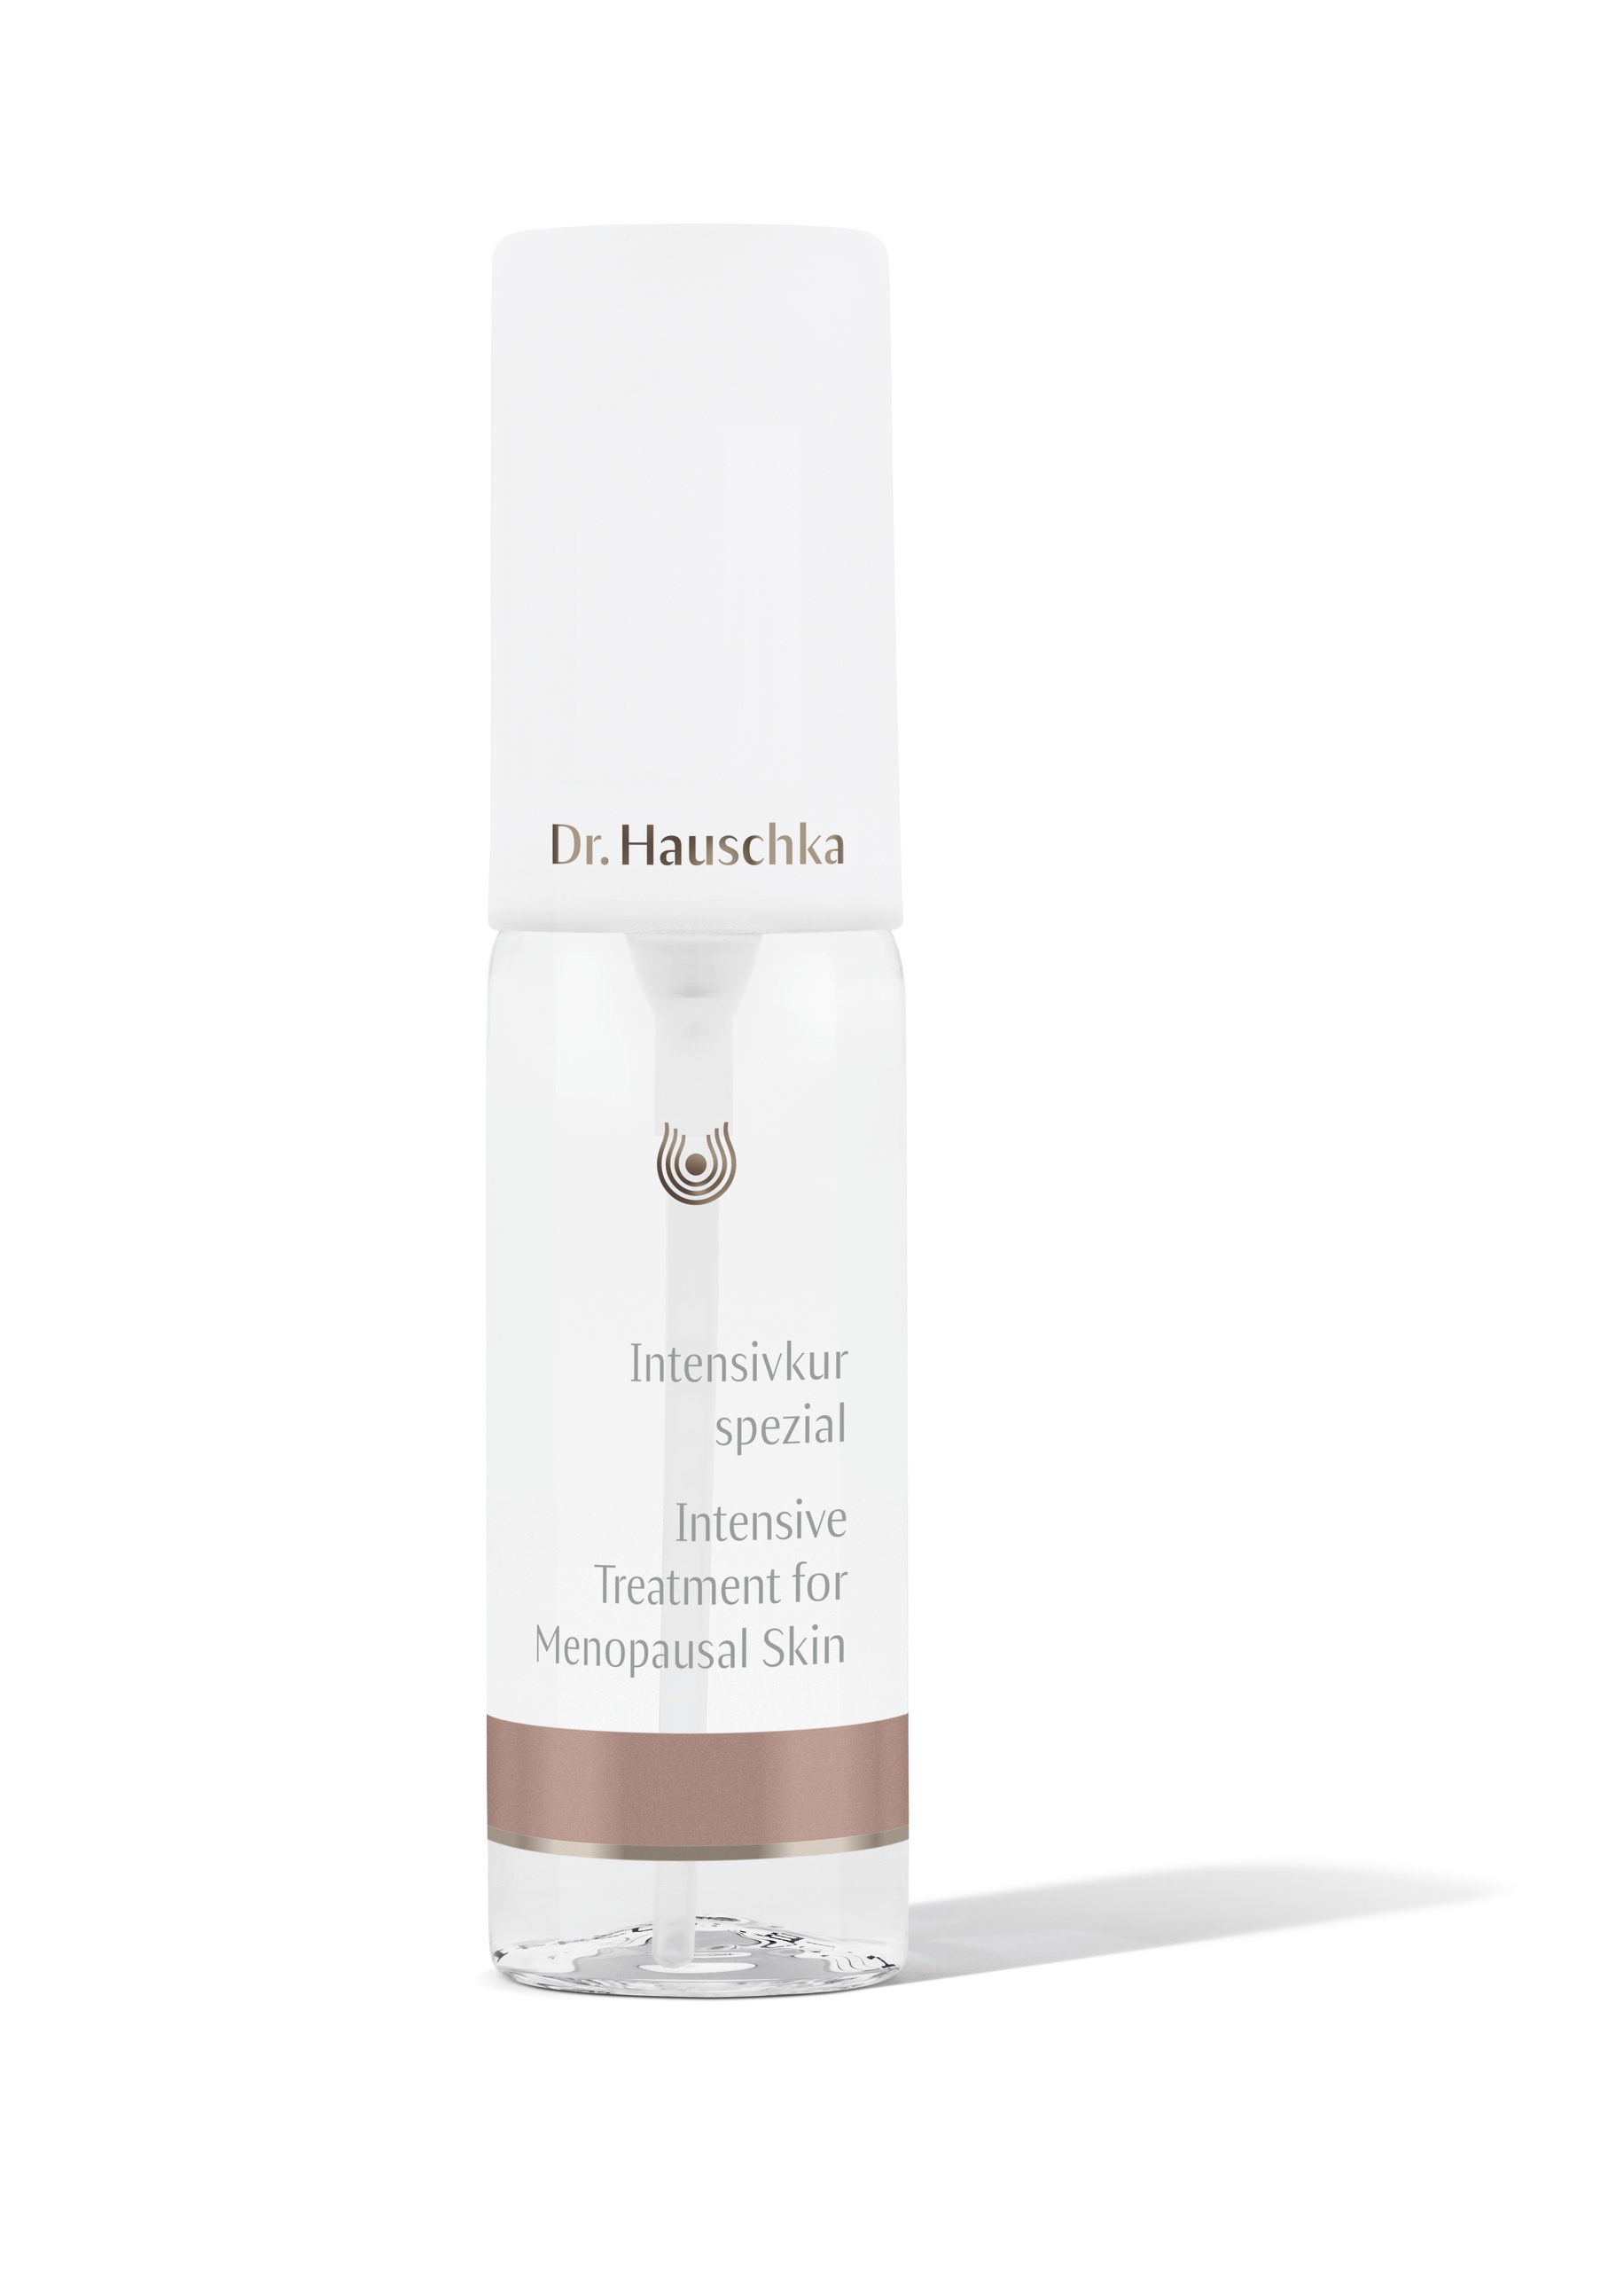 Dr. Hauschka
Intensivkur
spezial
Intensive
Treatment for
Menopausal Skin